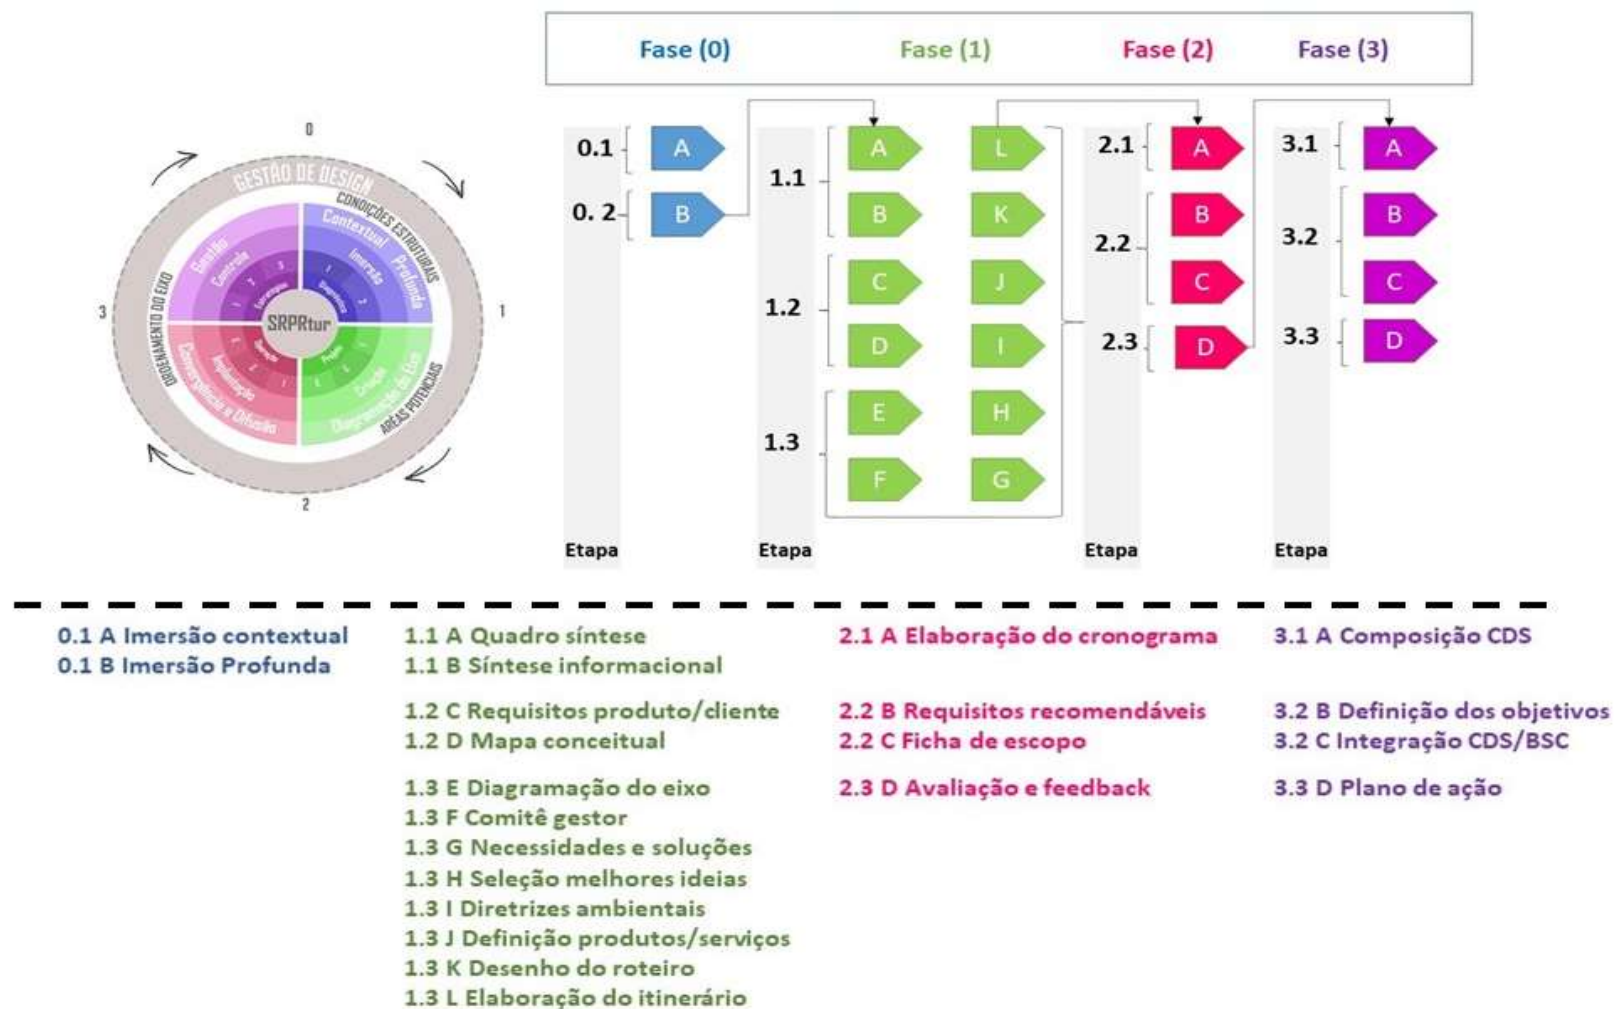 Fase (0) Fase (1) Fase (2) Fase (3)
0
1
2
3
GESTÃO DE DESIGN
CONDIÇÕES ESTRUTURAIS
ORDENAMENTO DO EIXO
Contextual
Profunda
Imersão
Diagnóstico
Gestão
Controle
Estratégias
SRPRtur
Projeto
Criação
Diagramação do Eixo
Operação
Implantação
Convergência e Difusão
0.1 A
0. 2 B
Etapa
1.1 A L
B K
1.2 C J
D I
1.3 E H
F G
Etapa
2.1 A
2.2 B
C
2.3 D
Etapa
3.1 A
3.2 B
C
3.3 D
Etapa
0.1 A Imersão contextual
0.1 B Imersão Profunda
1.1 A Quadro síntese
1.1 B Síntese informacional
1.2 C Requisitos produto/cliente
1.2 D Mapa conceitual
1.3 E Diagramação do eixo
1.3 F Comitê gestor
1.3 G Necessidades e soluções
1.3 H Seleção melhores ideias
1.3 I Diretrizes ambientais
1.3 J Definição produtos/serviços
1.3 K Desenho do roteiro
1.3 L Elaboração do itinerário
2.1 A Elaboração do cronograma
2.2 B Requisitos recomendáveis
2.2 C Ficha de escopo
2.3 D Avaliação e feedback
3.1 A Composição CDS
3.2 B Definição dos objetivos
3.2 C Integração CDS/BSC
3.3 D Plano de ação